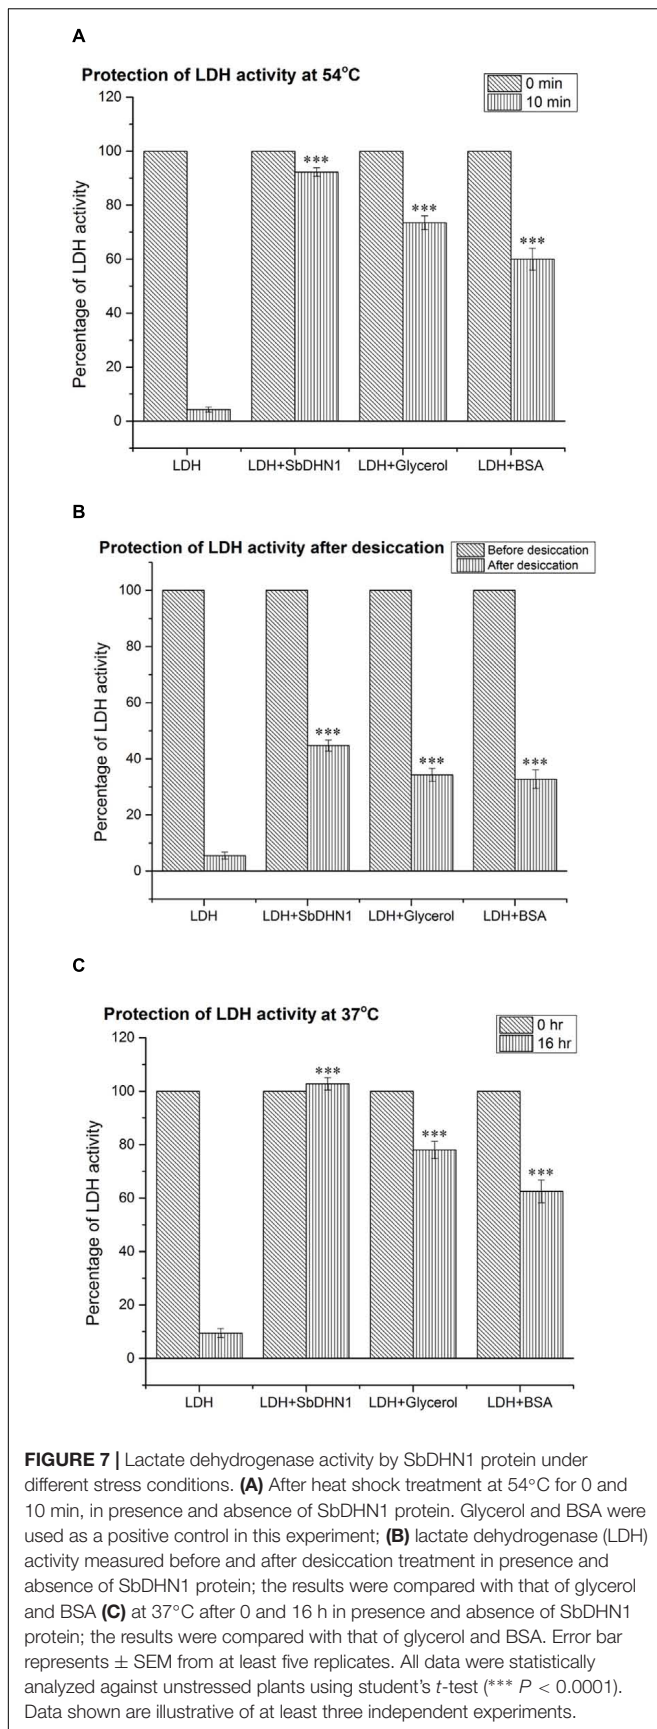 A
Protection of LDH activity at 54°C
0 min
10 min
120
100
80
60
40
20
0
Percentage of LDH activity
***
***
***
LDH
LDH+SbDHN1
LDH+Glycerol
LDH+BSA
B
Protection of LDH activity after desiccation
Before desiccation
After desiccation
100
80
60
40
20
0
Percentage of LDH activity
***
***
***
LDH
LDH+SbDHN1
LDH+Glycerol
LDH+BSA
C
Protection of LDH activity at 37°C
0 hr
16 hr
120
100
80
60
40
20
0
Percentage of LDH activity
***
***
***
LDH
LDH+SbDHN1
LDH+Glycerol
LDH+BSA
FIGURE 7 | Lactate dehydrogenase activity by SbDHN1 protein under
different stress conditions. (A) After heat shock treatment at 54°C for 0 and
10 min, in presence and absence of SbDHN1 protein. Glycerol and BSA were
used as a positive control in this experiment; (B) lactate dehydrogenase (LDH)
activity measured before and after desiccation treatment in presence and
absence of SbDHN1 protein; the results were compared with that of glycerol
and BSA (C) at 37°C after 0 and 16 h in presence and absence of SbDHN1
protein; the results were compared with that of glycerol and BSA. Error bar
represents ± SEM from at least five replicates. All data were statistically
analyzed against unstressed plants using student's t-test (*** P < 0.0001).
Data shown are illustrative of at least three independent experiments.